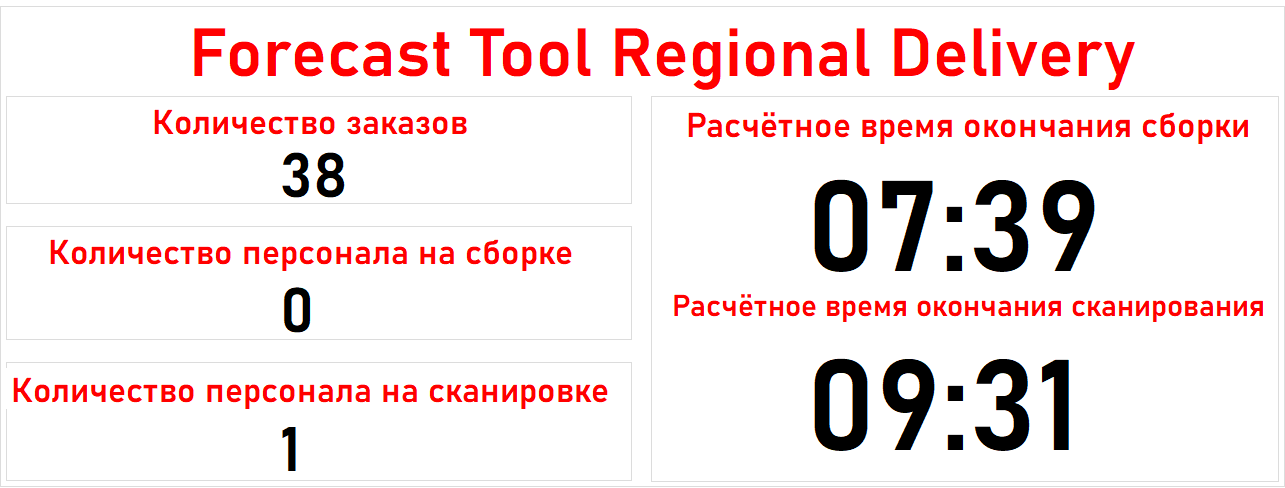 Forecast Tool Regional Delivery
Количество заказов
38
Количество персонала на сборке
0
Количество персонала на сканировке
1
Расчётное время окончания сборки
07:39
Расчётное время окончания сканирования
09:31